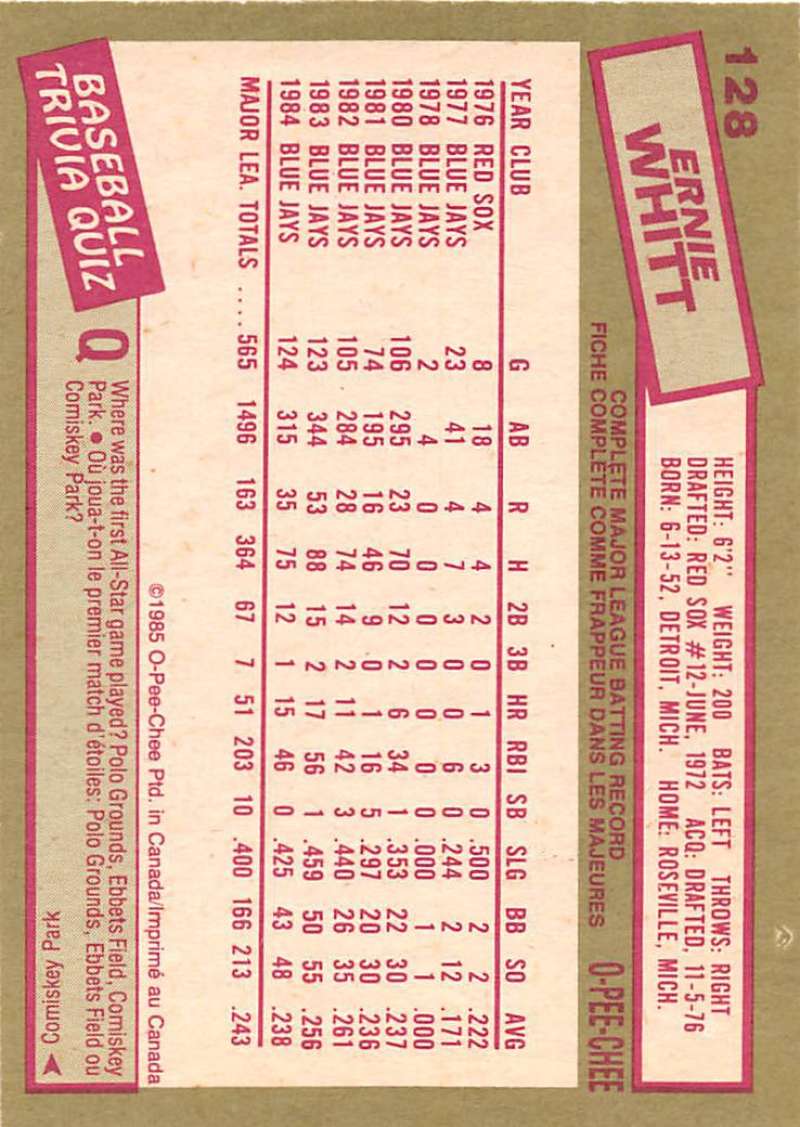 128
ERNIE
WHITT
HEIGHT: 6'2" WEIGHT: 200 BATS: LEFT THROWS: RIGHT
DRAFTED: RED SOX #12-JUNE, 1972 ACQ: DRAFTED, 11-5-76
BORN: 6-13-52, DETROIT, MICH. HOME: ROSEVILLE, MICH.
COMPLETE MAJOR LEAGUE BATTING RECORD
FICHE COMPLÈTE COMME FRAPPEUR DANS LES MAJEURES
O-PEE-CHEE
YEAR CLUB G AB R H 2B 3B HR RBI SB SLG BB SO AVG
1976 RED SOX 8 18 4 4 2 0 1 3 0 .500 2 2 .222
1977 BLUE JAYS 23 41 4 7 3 0 0 6 0 .244 2 12 .171
1978 BLUE JAYS 2 4 0 0 0 0 0 0 0 .000 1 1 .000
1980 BLUE JAYS 106 295 23 70 12 2 6 34 1 .353 22 30 .237
1981 BLUE JAYS 74 195 16 46 9 0 1 16 5 .297 20 30 .236
1982 BLUE JAYS 105 284 28 74 14 2 11 42 3 .440 26 35 .261
1983 BLUE JAYS 123 344 53 88 15 2 17 56 1 .459 50 55 .256
1984 BLUE JAYS 124 315 35 75 12 1 15 46 0 .425 43 48 .238
MAJOR LEA. TOTALS .... 565 1496 163 364 67 7 51 203 10 .400 166 213 .243
©1985 O-Pee-Chee Ptd. in Canada/Imprimé au Canada
BASEBALL
TRIVIA QUIZ
Q
Where was the first All-Star game played? Polo Grounds, Ebbets Field, Comiskey
Park. ● Où joua-t-on le premier match d'étoiles: Polo Grounds, Ebbets Field ou
Comiskey Park?
Comiskey Park